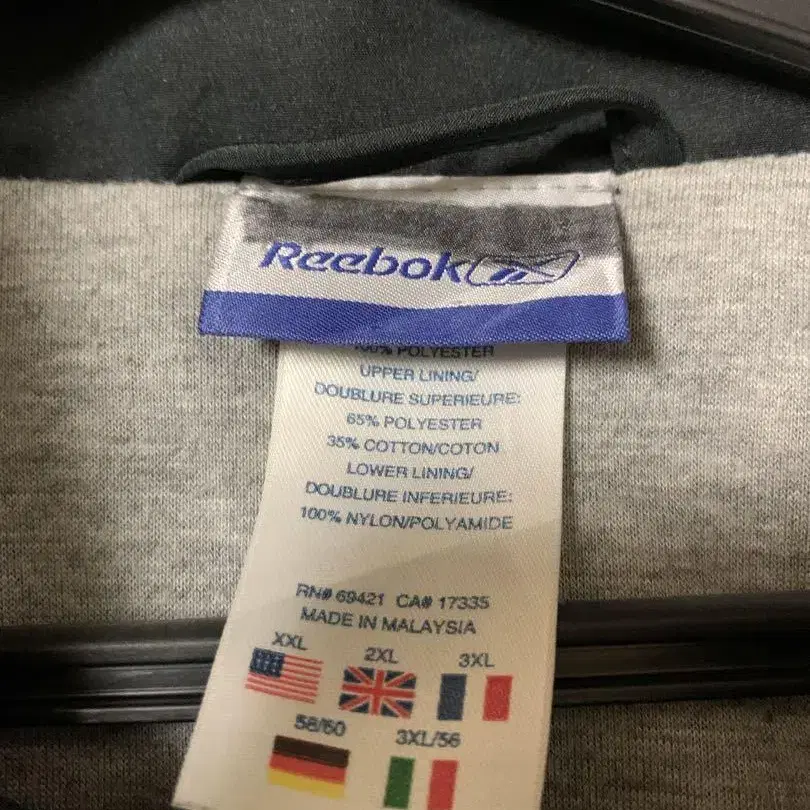 Reebok
100% POLYESTER
UPPER LINING/
DOUBLURE SUPERIEURE:
65% POLYESTER
35% COTTON/COTON
LOWER LINING/
DOUBLURE INFERIEURE:
100% NYLON/POLYAMIDE
RN# 69421 CA# 17335
MADE IN MALAYSIA
XXL 2XL 3XL
58/60 3XL/56